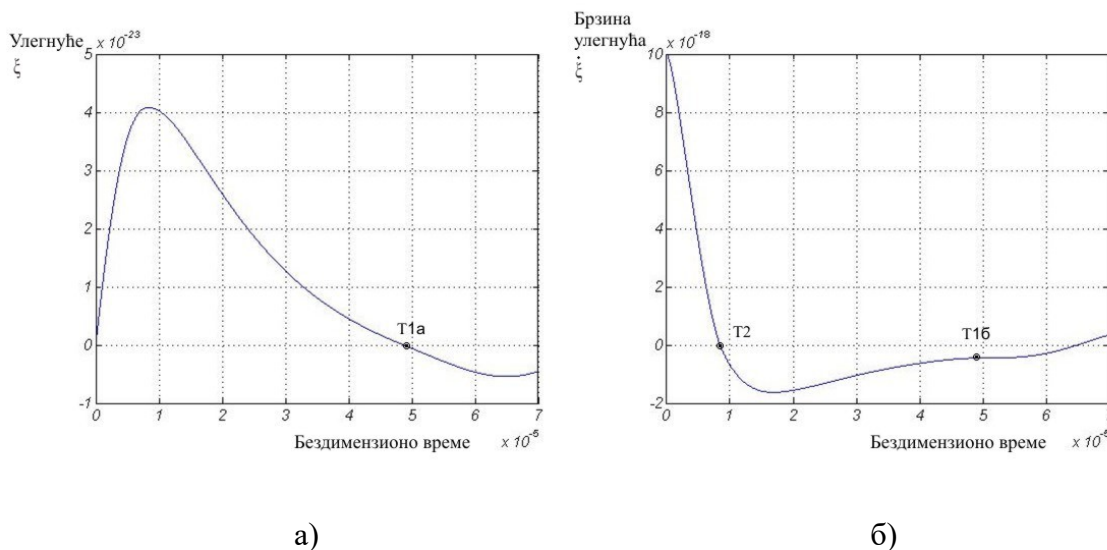 Улегнуће
ξ
x 10⁻²³
5
4
3
2
1
0
-1
T1a
0 1 2 3 4 5 6 7
Бездимензионо време x 10⁻⁵
а)
Брзина
улегнућа
ξ̇
x 10⁻¹⁸
10
8
6
4
2
0
-2
T2
T1б
0 1 2 3 4 5 6
Бездимензионо време x 10⁻⁵
б)